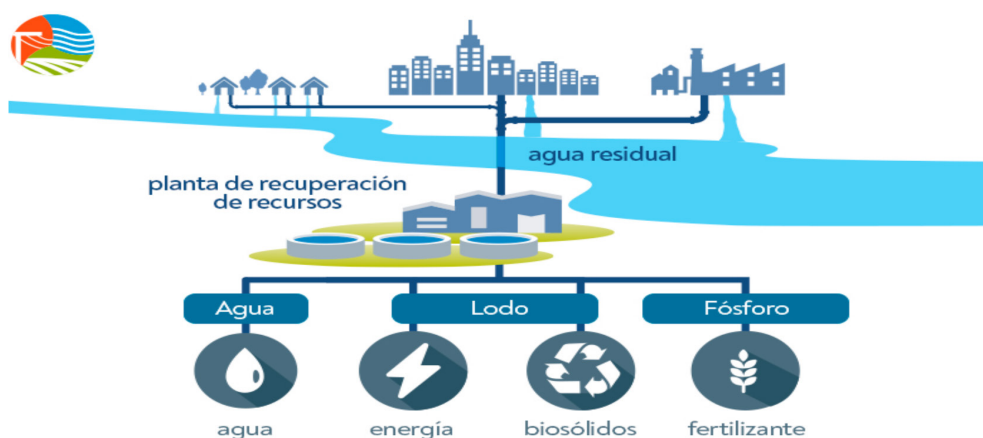 agua residual
planta de recuperación
de recursos
Agua
Lodo
Fósforo
agua
energía
biosólidos
fertilizante